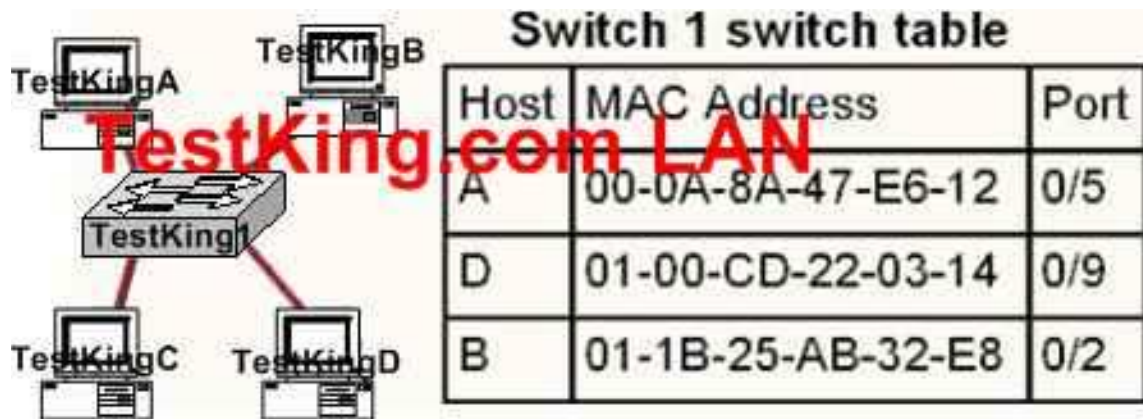 Switch 1 switch table
TestKingA
TestKingB
TestKing.com LAN
TestKing1
TestKingC
TestKingD
Host MAC Address Port
A 00-0A-8A-47-E6-12 0/5
D 01-00-CD-22-03-14 0/9
B 01-1B-25-AB-32-E8 0/2